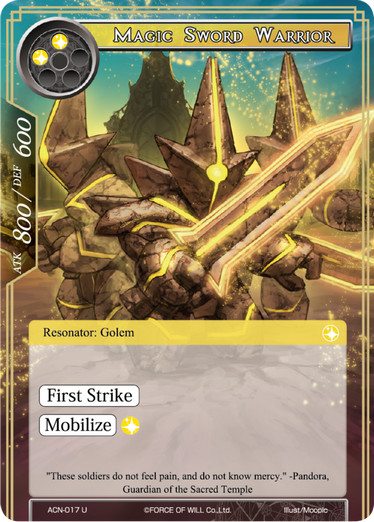 Magic Sword Warrior
ATK 800 / DEF 600
Resonator: Golem
First Strike
Mobilize
"These soldiers do not feel pain, and do not know mercy." -Pandora,
Guardian of the Sacred Temple
ACN-017 U ©FORCE OF WILL Co.,Ltd. Illust/Moopic